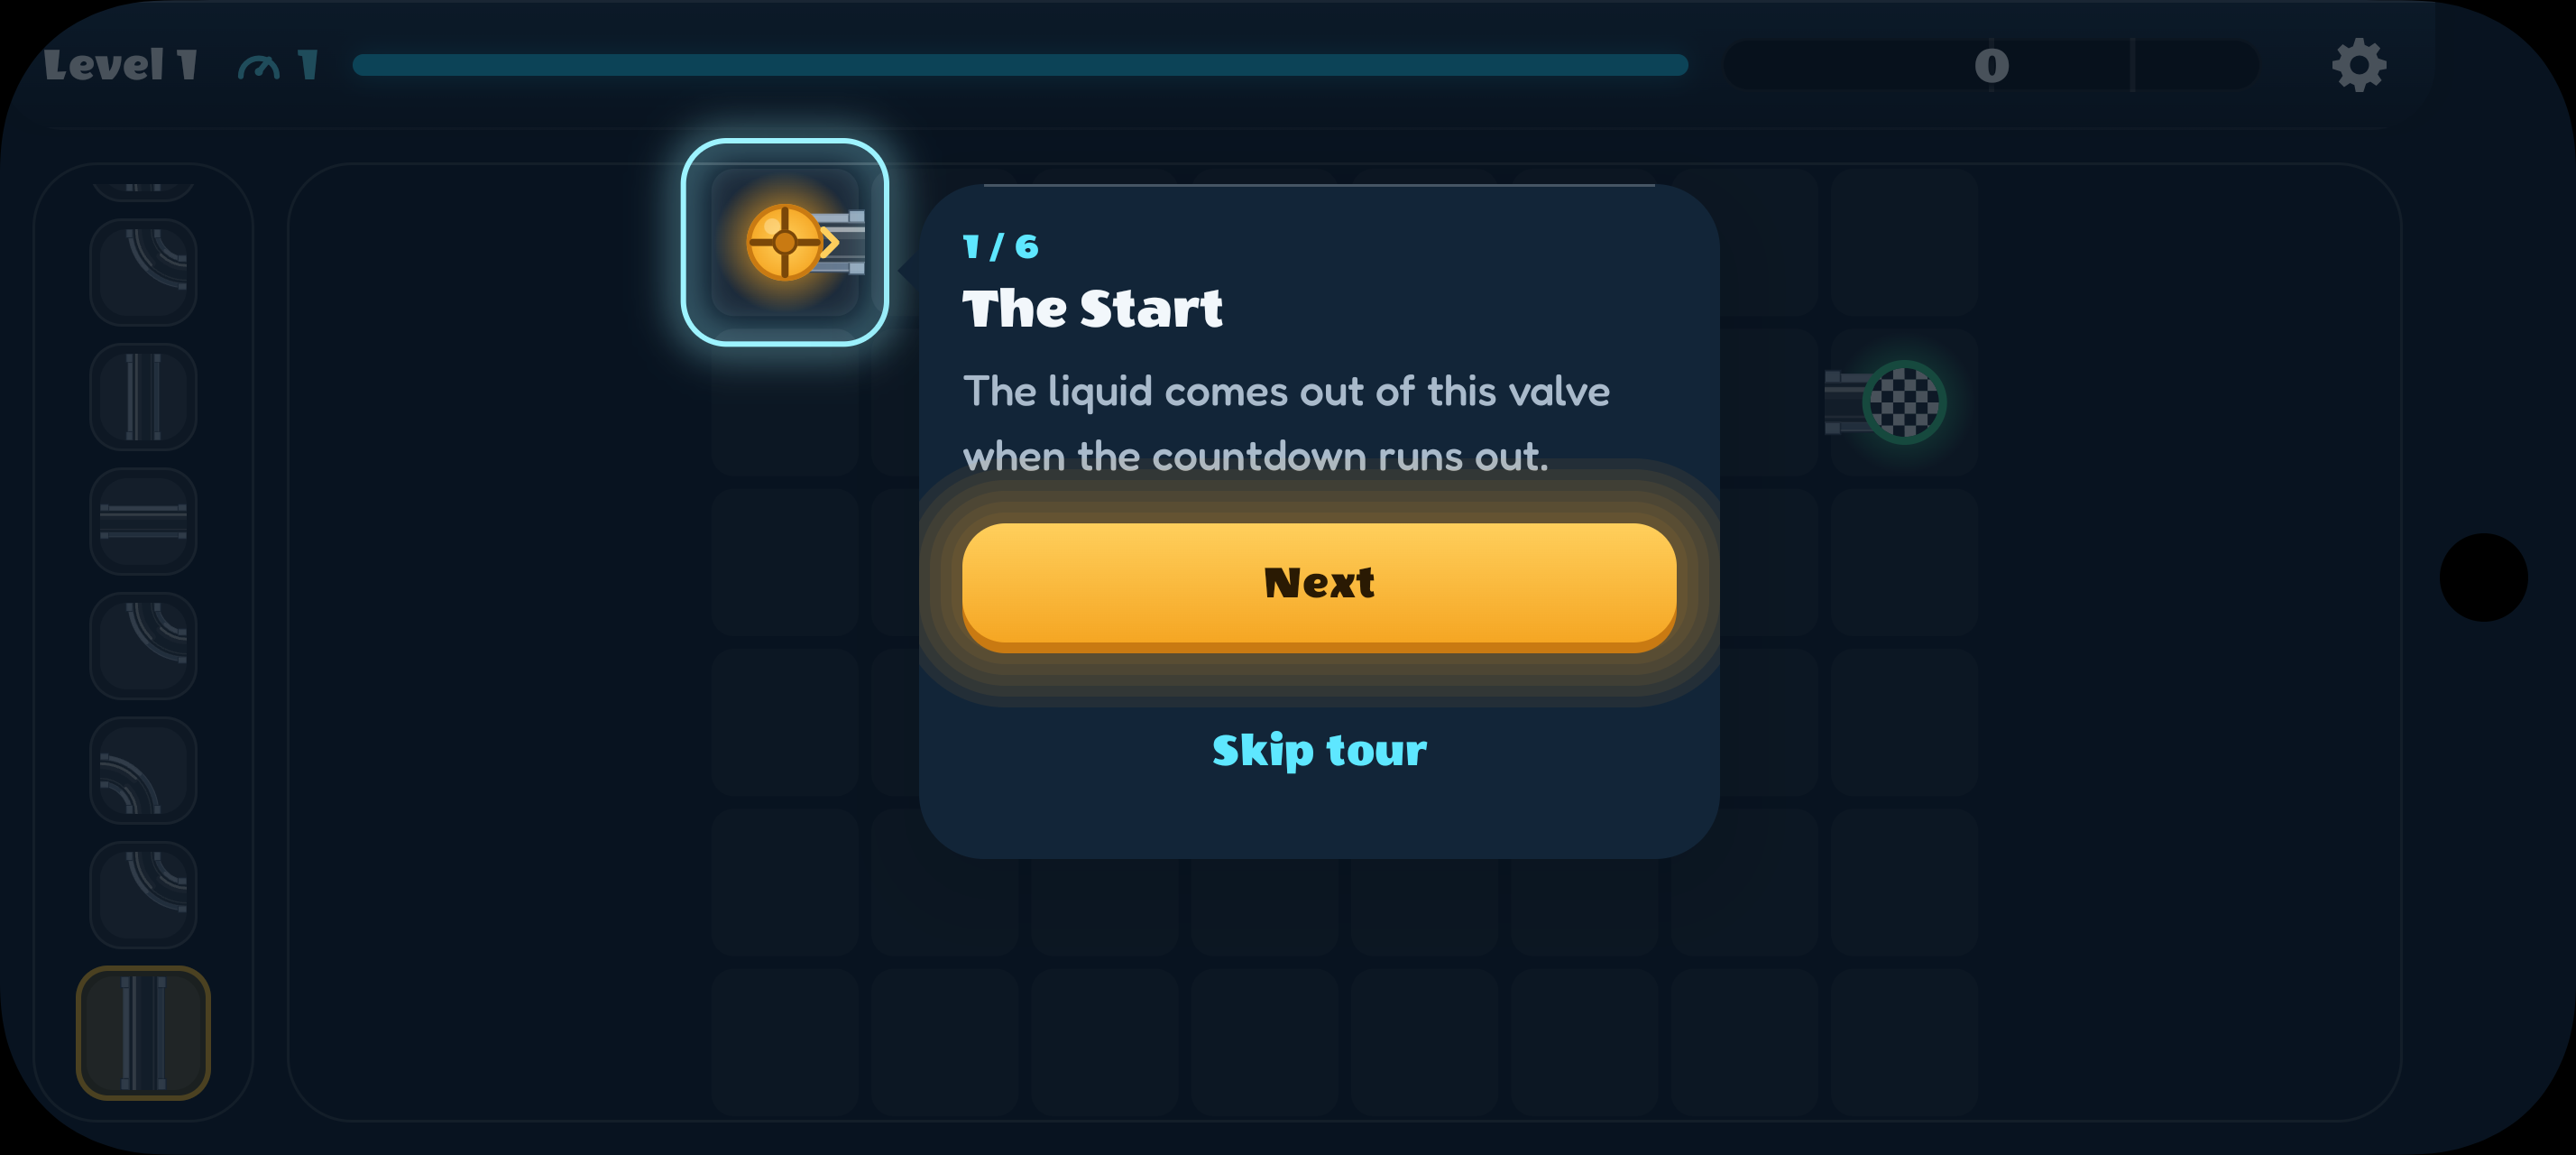 Level 1
1
0
1 / 6
The Start
The liquid comes out of this valve
when the countdown runs out.
Next
Skip tour